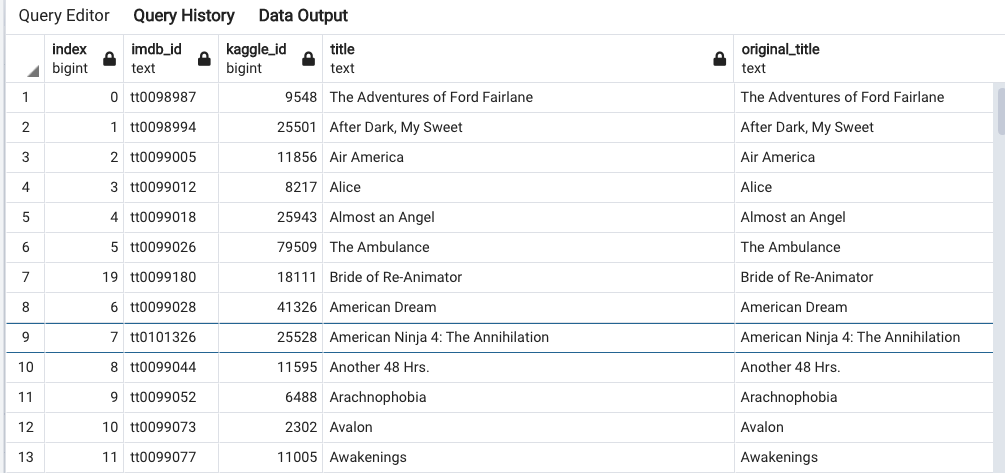 Query Editor Query History Data Output
index imdb_id kaggle_id title original_title
bigint text bigint text text
1 0 tt0098987 9548 The Adventures of Ford Fairlane The Adventures of Ford Fairlane
2 1 tt0098994 25501 After Dark, My Sweet After Dark, My Sweet
3 2 tt0099005 11856 Air America Air America
4 3 tt0099012 8217 Alice Alice
5 4 tt0099018 25943 Almost an Angel Almost an Angel
6 5 tt0099026 79509 The Ambulance The Ambulance
7 19 tt0099180 18111 Bride of Re-Animator Bride of Re-Animator
8 6 tt0099028 41326 American Dream American Dream
9 7 tt0101326 25528 American Ninja 4: The Annihilation American Ninja 4: The Annihilation
10 8 tt0099044 11595 Another 48 Hrs. Another 48 Hrs.
11 9 tt0099052 6488 Arachnophobia Arachnophobia
12 10 tt0099073 2302 Avalon Avalon
13 11 tt0099077 11005 Awakenings Awakenings